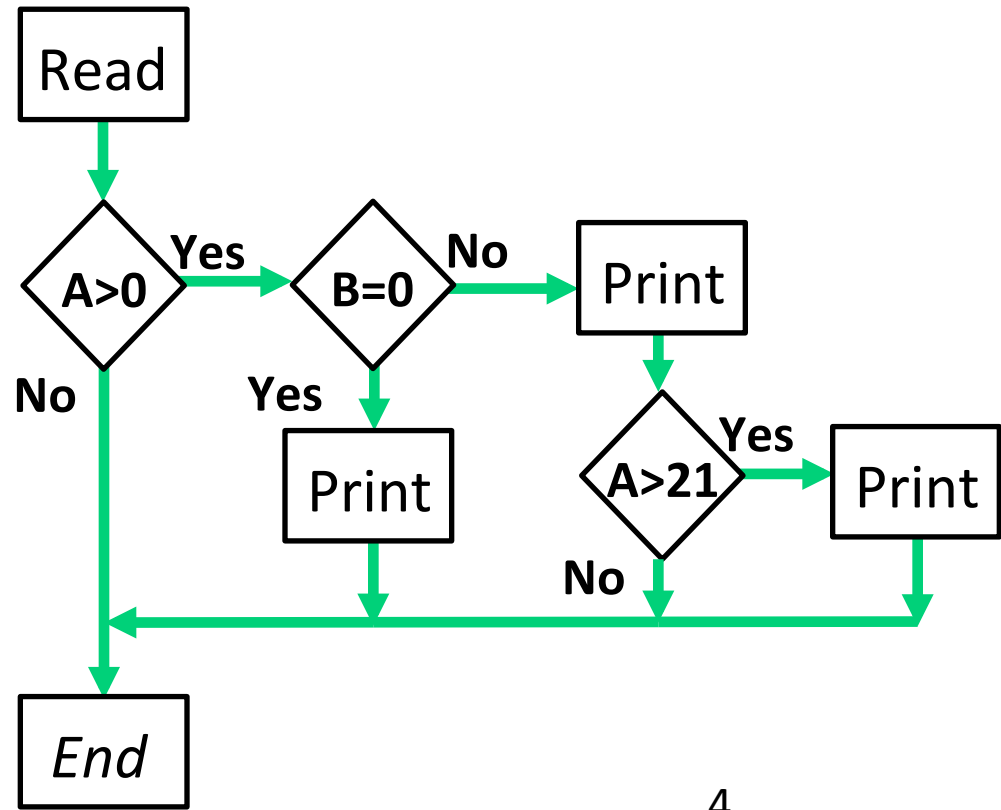 Read
A>0
Yes
B=0
No
Print
No
Yes
Print
A>21
Yes
Print
No
End
4